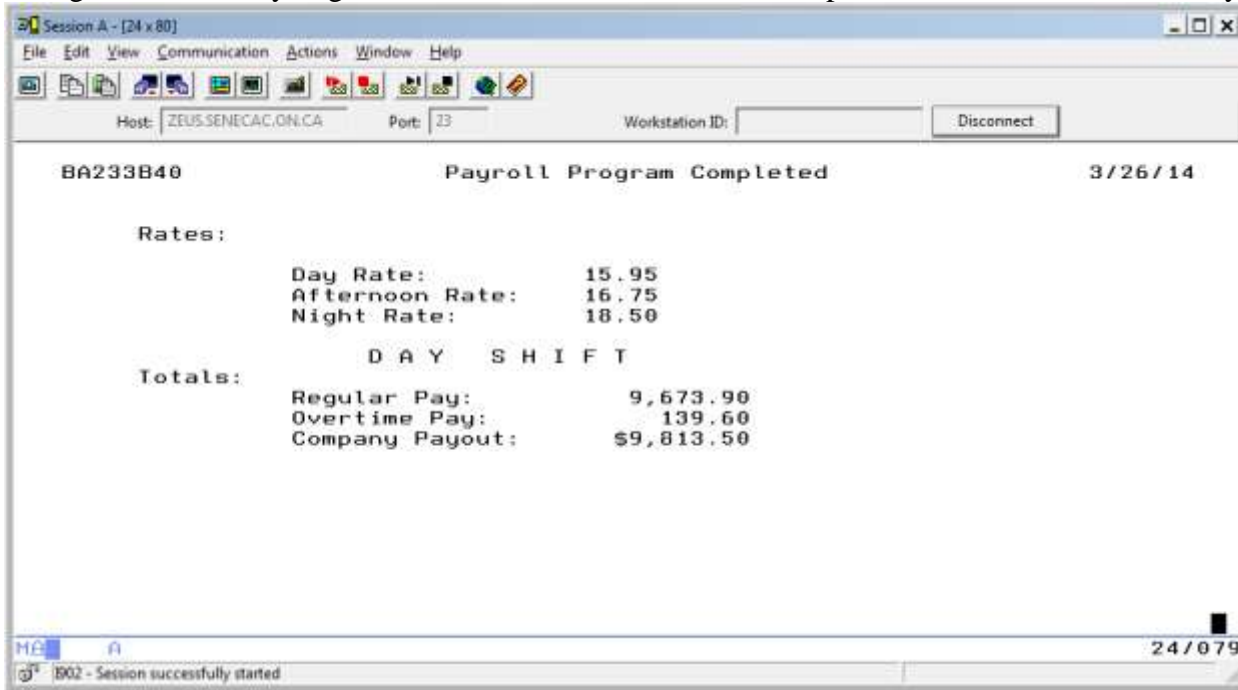 Session A - [24 x 80]
File Edit View Communication Actions Window Help
Host: ZEUS.SENECAC.ON.CA Port: 23 Workstation ID: Disconnect
BA233B40 Payroll Program Completed 3/26/14
Rates:
Day Rate: 15.95
Afternoon Rate: 16.75
Night Rate: 18.50
D A Y S H I F T
Totals:
Regular Pay: 9,673.90
Overtime Pay: 139.60
Company Payout: $9,813.50
MA A 24/079
I902 - Session successfully started